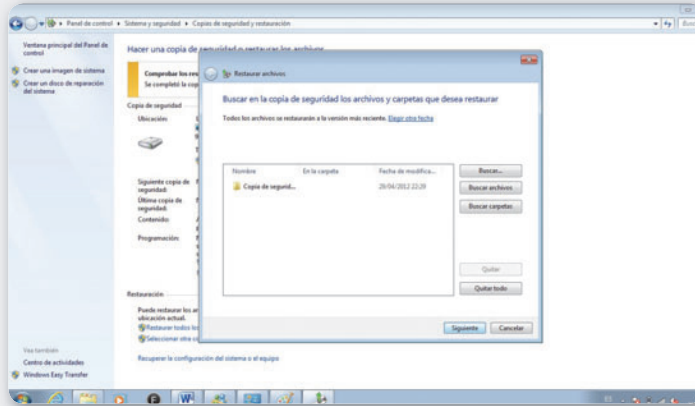 Panel de control ▸ Sistema y seguridad ▸ Copias de seguridad y restauración
Ventana principal del Panel de
control
Crear una imagen de sistema
Crear un disco de reparación
del sistema
Vea también
Centro de actividades
Windows Easy Transfer
Hacer una copia de seguridad o restaurar los archivos
Comprobar los res
Se completó la cop
Copia de seguridad
Ubicación:
Siguiente copia de
seguridad:
Última copia de
seguridad:
Contenido:
Programación:
Restauración
Puede restaurar los ar
ubicación actual.
Restaurar todos los
Seleccionar otra co
Recuperar la configuración del sistema o el equipo
Restaurar archivos
Buscar en la copia de seguridad los archivos y carpetas que desea restaurar
Todos los archivos se restaurarán a la versión más reciente. Elegir otra fecha
Nombre En la carpeta Fecha de modifica...
Copia de segurid... 29/04/2012 22:29
Buscar...
Buscar archivos
Buscar carpetas
Quitar
Quitar todo
Siguiente Cancelar